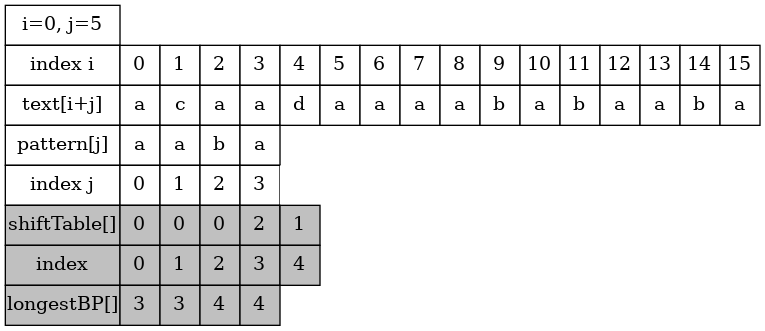 i=0, j=5
index i 0 1 2 3 4 5 6 7 8 9 10 11 12 13 14 15
text[i+j] a c a a d a a a a b a b a a b a
pattern[j] a a b a
index j 0 1 2 3
shiftTable[] 0 0 0 2 1
index 0 1 2 3 4
longestBP[] 3 3 4 4